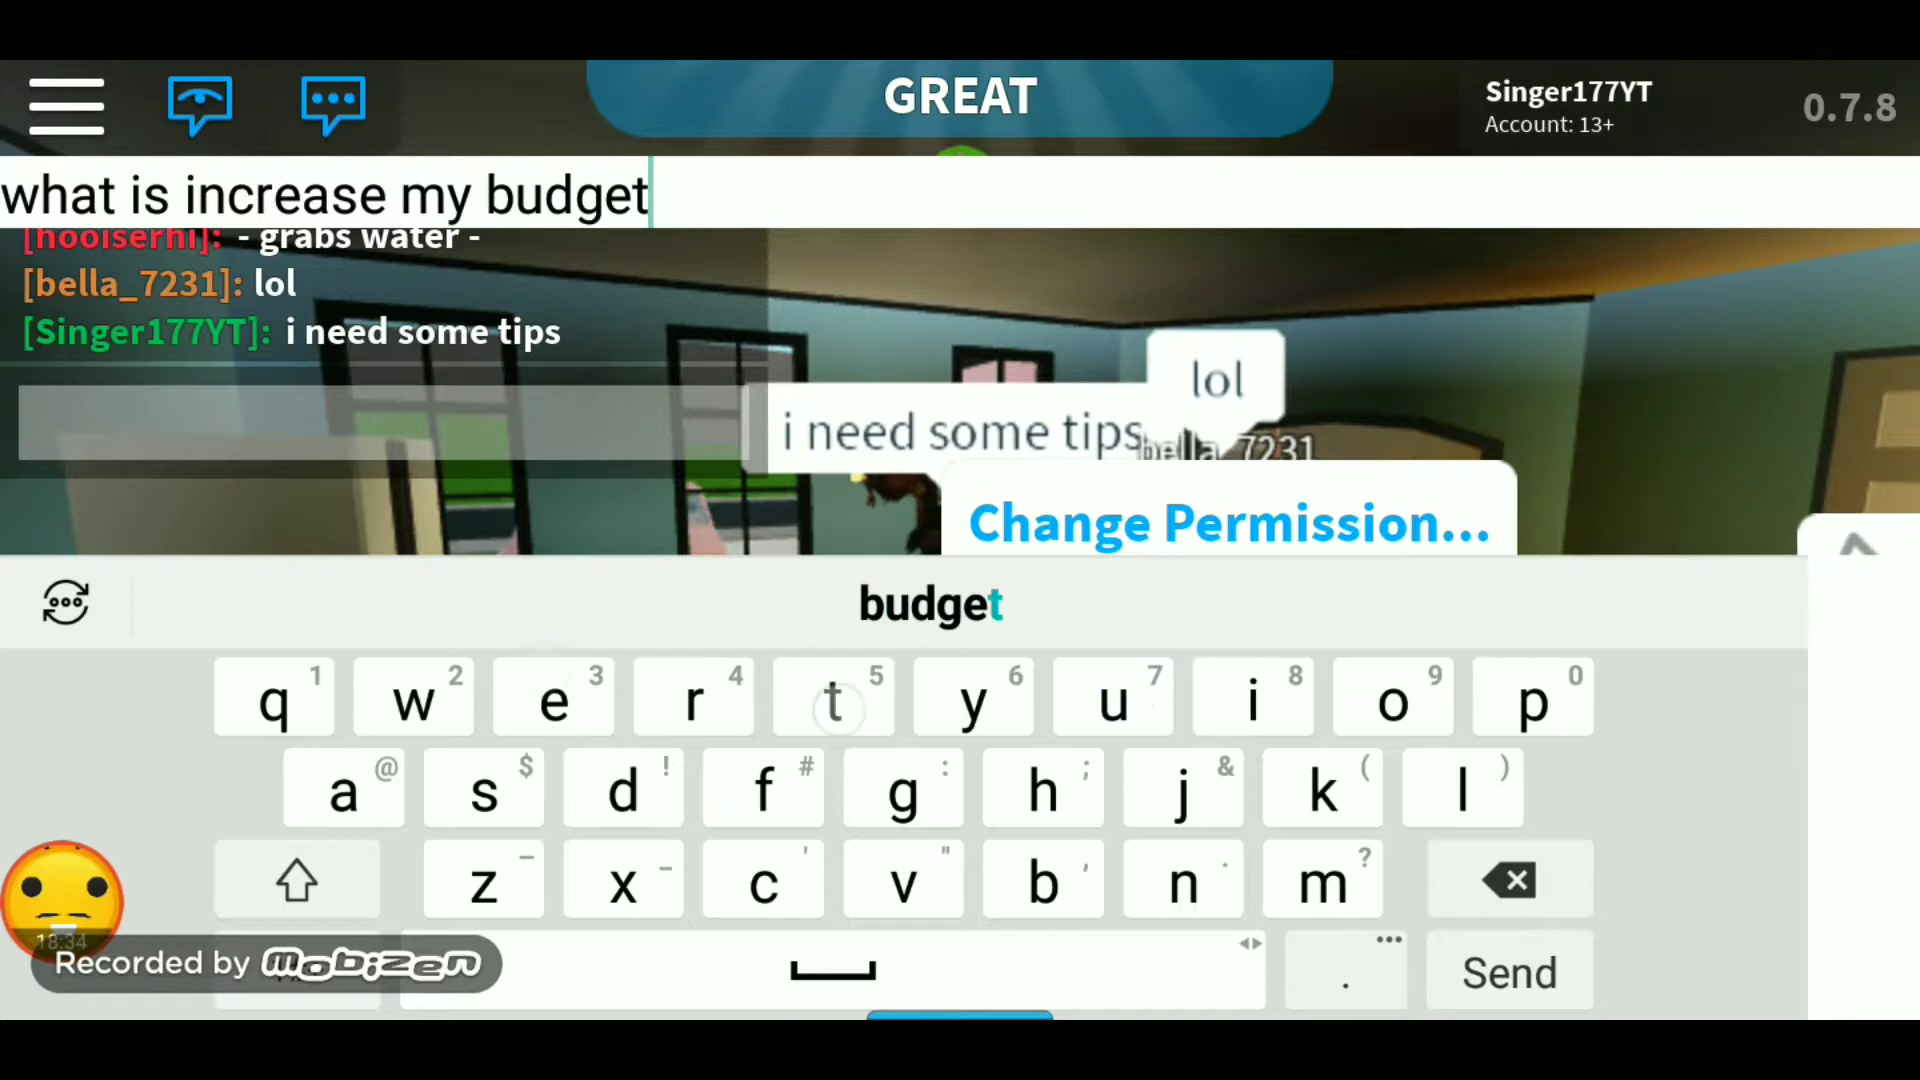 GREAT
Singer177YT
Account: 13+
0.7.8
what is increase my budget
[hooiserhi]: - grabs water -
[bella_7231]: lol
[Singer177YT]: i need some tips
lol
i need some tips
bella_7231
Change Permission...
budget
q 1 w 2 e 3 r 4 t 5 y 6 u 7 i 8 o 9 p 0
a @ s $ d ! f # g : h ; j & k ( l )
z – x - c ' v " b , n . m ?
18:34
Recorded by Mobizen
. ... Send